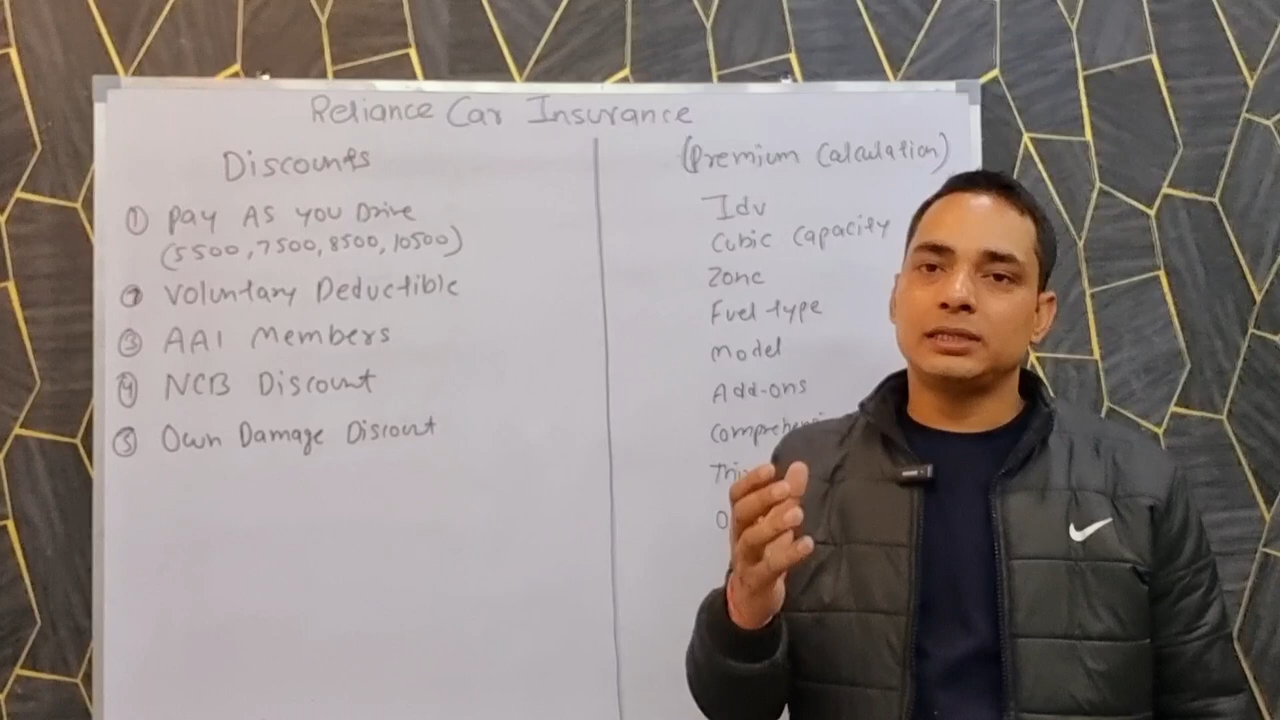 Reliance Car Insurance
Discounts
① Pay As you Drive
(5500, 7500, 8500, 10500)
② Voluntary Deductible
③ AAI Members
④ NCB Discount
⑤ Own Damage Discount
(Premium Calculation)
Idv
Cubic Capacity
Zone
Fuel type
Model
Add-ons